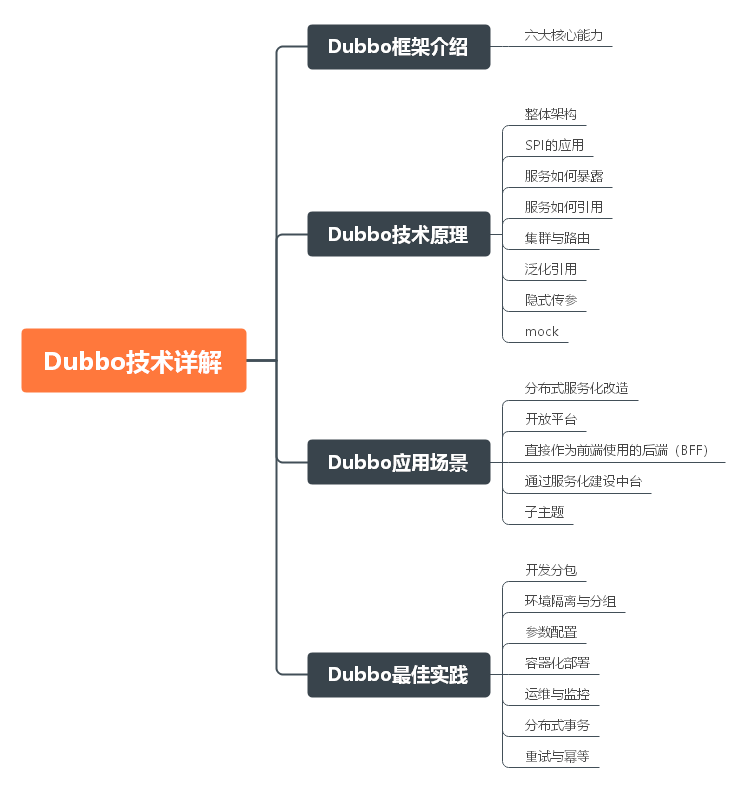 Dubbo技术详解
Dubbo框架介绍
六大核心能力
Dubbo技术原理
整体架构
SPI的应用
服务如何暴露
服务如何引用
集群与路由
泛化引用
隐式传参
mock
Dubbo应用场景
分布式服务化改造
开放平台
直接作为前端使用的后端（BFF）
通过服务化建设中台
子主题
Dubbo最佳实践
开发分包
环境隔离与分组
参数配置
容器化部署
运维与监控
分布式事务
重试与幂等